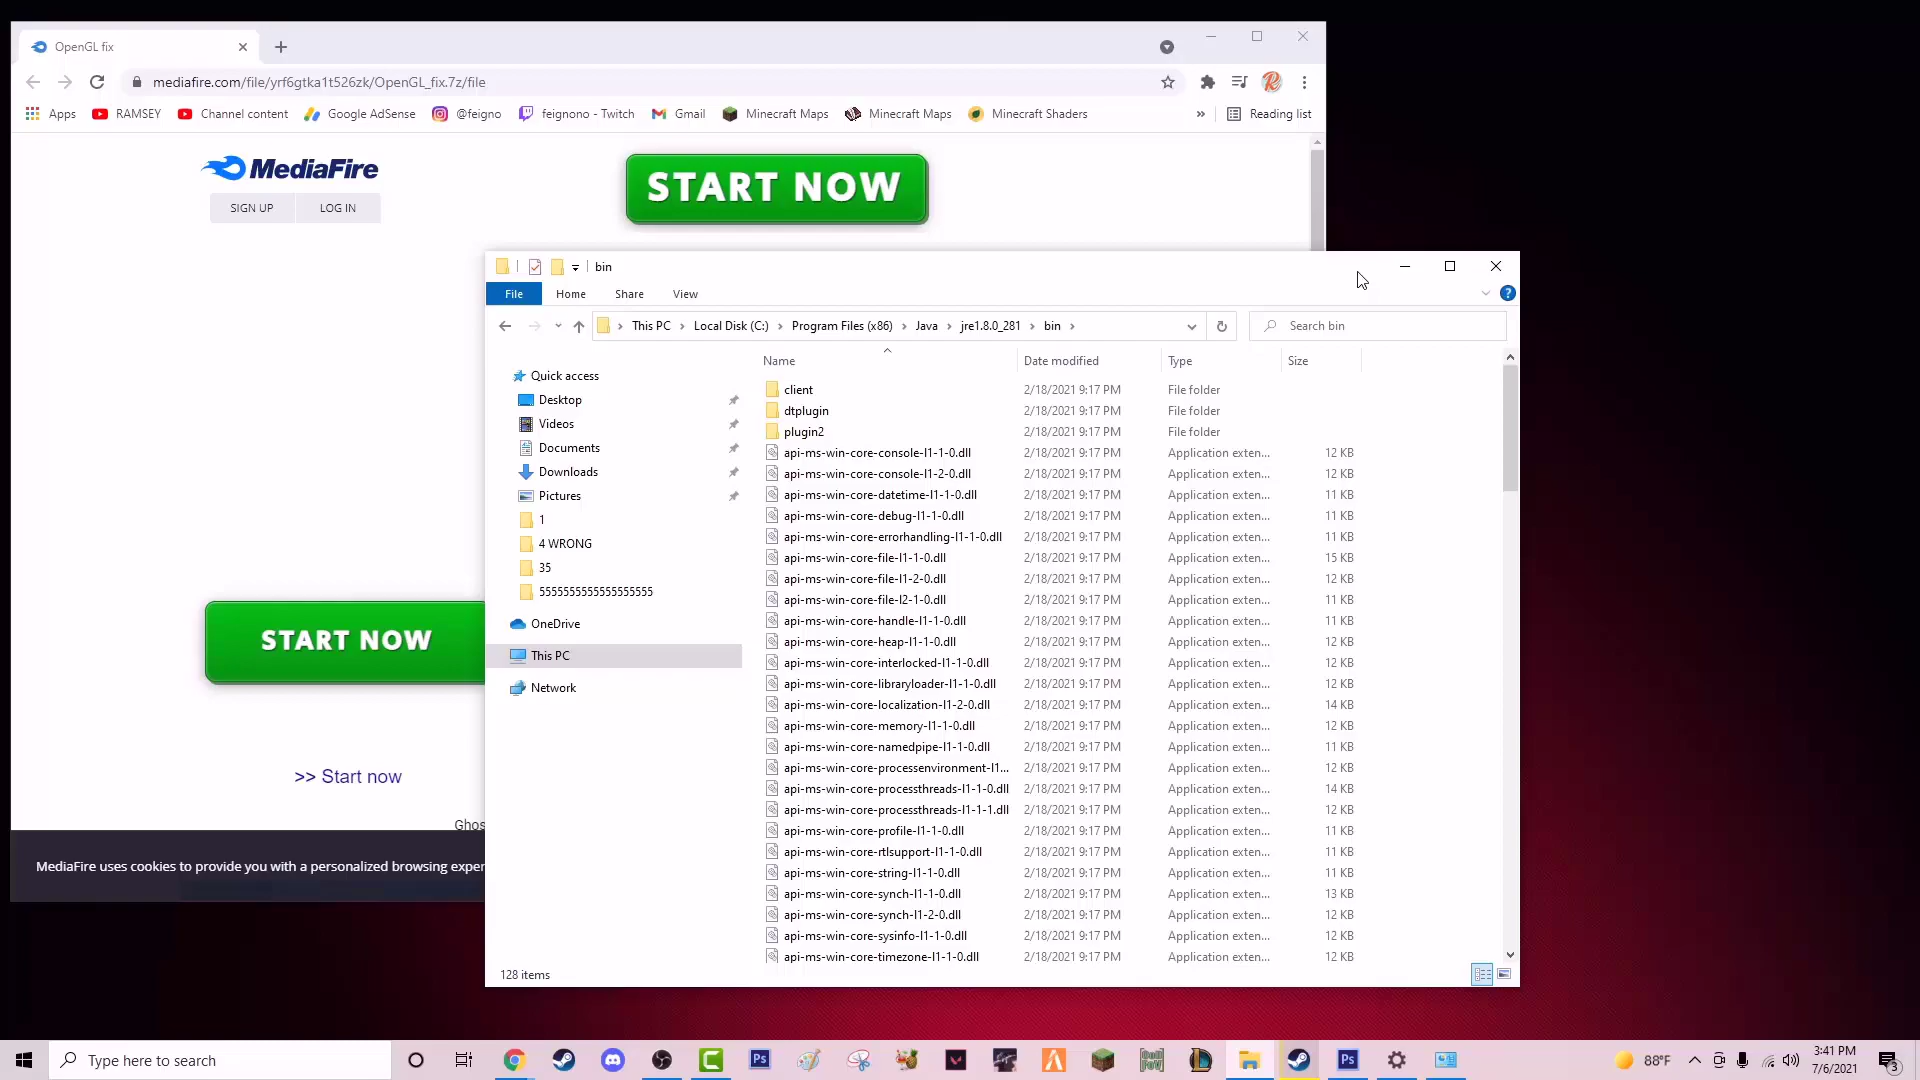 OpenGL fix
mediafire.com/file/yrf6gtka1t526zk/OpenGL_fix.7z/file
Apps RAMSEY Channel content Google AdSense @feigno feignono - Twitch Gmail Minecraft Maps Minecraft Maps Minecraft Shaders » Reading list
MediaFire
START NOW
SIGN UP LOG IN
bin
File Home Share View
This PC Local Disk (C:) Program Files (x86) Java jre1.8.0_281 bin
Search bin
Name Date modified Type Size
Quick access
Desktop
Videos
Documents
Downloads
Pictures
1
4 WRONG
35
5555555555555555555
OneDrive
This PC
Network
client 2/18/2021 9:17 PM File folder
dtplugin 2/18/2021 9:17 PM File folder
plugin2 2/18/2021 9:17 PM File folder
api-ms-win-core-console-l1-1-0.dll 2/18/2021 9:17 PM Application exten... 12 KB
api-ms-win-core-console-l1-2-0.dll 2/18/2021 9:17 PM Application exten... 12 KB
api-ms-win-core-datetime-l1-1-0.dll 2/18/2021 9:17 PM Application exten... 11 KB
api-ms-win-core-debug-l1-1-0.dll 2/18/2021 9:17 PM Application exten... 11 KB
api-ms-win-core-errorhandling-l1-1-0.dll 2/18/2021 9:17 PM Application exten... 11 KB
api-ms-win-core-file-l1-1-0.dll 2/18/2021 9:17 PM Application exten... 15 KB
api-ms-win-core-file-l1-2-0.dll 2/18/2021 9:17 PM Application exten... 12 KB
api-ms-win-core-file-l2-1-0.dll 2/18/2021 9:17 PM Application exten... 11 KB
api-ms-win-core-handle-l1-1-0.dll 2/18/2021 9:17 PM Application exten... 11 KB
api-ms-win-core-heap-l1-1-0.dll 2/18/2021 9:17 PM Application exten... 12 KB
api-ms-win-core-interlocked-l1-1-0.dll 2/18/2021 9:17 PM Application exten... 12 KB
api-ms-win-core-libraryloader-l1-1-0.dll 2/18/2021 9:17 PM Application exten... 12 KB
api-ms-win-core-localization-l1-2-0.dll 2/18/2021 9:17 PM Application exten... 14 KB
api-ms-win-core-memory-l1-1-0.dll 2/18/2021 9:17 PM Application exten... 12 KB
api-ms-win-core-namedpipe-l1-1-0.dll 2/18/2021 9:17 PM Application exten... 11 KB
api-ms-win-core-processenvironment-l1... 2/18/2021 9:17 PM Application exten... 12 KB
api-ms-win-core-processthreads-l1-1-0.dll 2/18/2021 9:17 PM Application exten... 14 KB
api-ms-win-core-processthreads-l1-1-1.dll 2/18/2021 9:17 PM Application exten... 12 KB
api-ms-win-core-profile-l1-1-0.dll 2/18/2021 9:17 PM Application exten... 11 KB
api-ms-win-core-rtlsupport-l1-1-0.dll 2/18/2021 9:17 PM Application exten... 11 KB
api-ms-win-core-string-l1-1-0.dll 2/18/2021 9:17 PM Application exten... 11 KB
api-ms-win-core-synch-l1-1-0.dll 2/18/2021 9:17 PM Application exten... 13 KB
api-ms-win-core-synch-l1-2-0.dll 2/18/2021 9:17 PM Application exten... 12 KB
api-ms-win-core-sysinfo-l1-1-0.dll 2/18/2021 9:17 PM Application exten... 12 KB
api-ms-win-core-timezone-l1-1-0.dll 2/18/2021 9:17 PM Application exten... 12 KB
128 items
START NOW
>> Start now
Ghos
MediaFire uses cookies to provide you with a personalized browsing exper
Type here to search
88°F
3:41 PM
7/6/2021
3